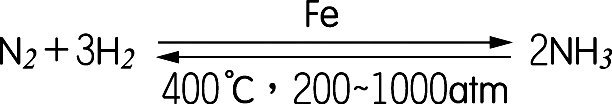 Fe
N₂+3H₂ ⇌ 2NH₃
400℃，200~1000atm